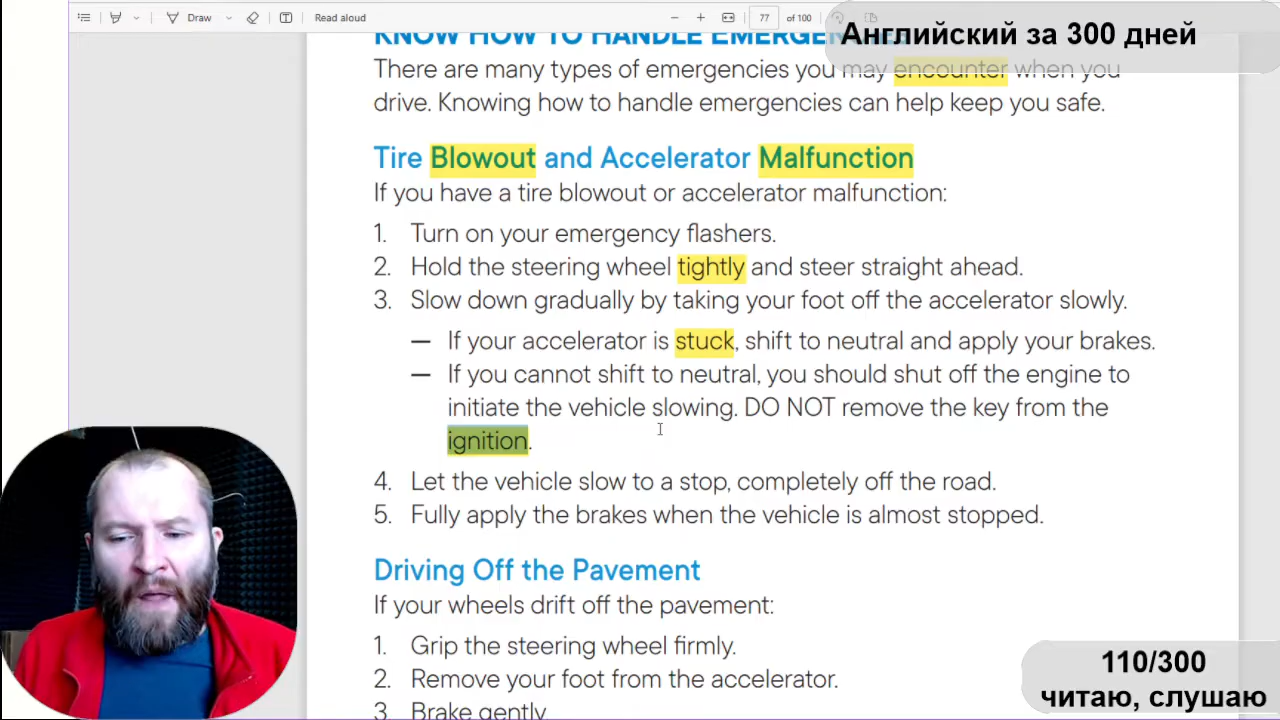 Draw
Read aloud
77 of 100
Английский за 300 дней
KNOW HOW TO HANDLE EMERGENCIES
There are many types of emergencies you may encounter when you
drive. Knowing how to handle emergencies can help keep you safe.
Tire Blowout and Accelerator Malfunction
If you have a tire blowout or accelerator malfunction:
1. Turn on your emergency flashers.
2. Hold the steering wheel tightly and steer straight ahead.
3. Slow down gradually by taking your foot off the accelerator slowly.
— If your accelerator is stuck, shift to neutral and apply your brakes.
— If you cannot shift to neutral, you should shut off the engine to
initiate the vehicle slowing. DO NOT remove the key from the
ignition.
4. Let the vehicle slow to a stop, completely off the road.
5. Fully apply the brakes when the vehicle is almost stopped.
Driving Off the Pavement
If your wheels drift off the pavement:
1. Grip the steering wheel firmly.
2. Remove your foot from the accelerator.
3. Brake gently.
110/300
читаю, слушаю